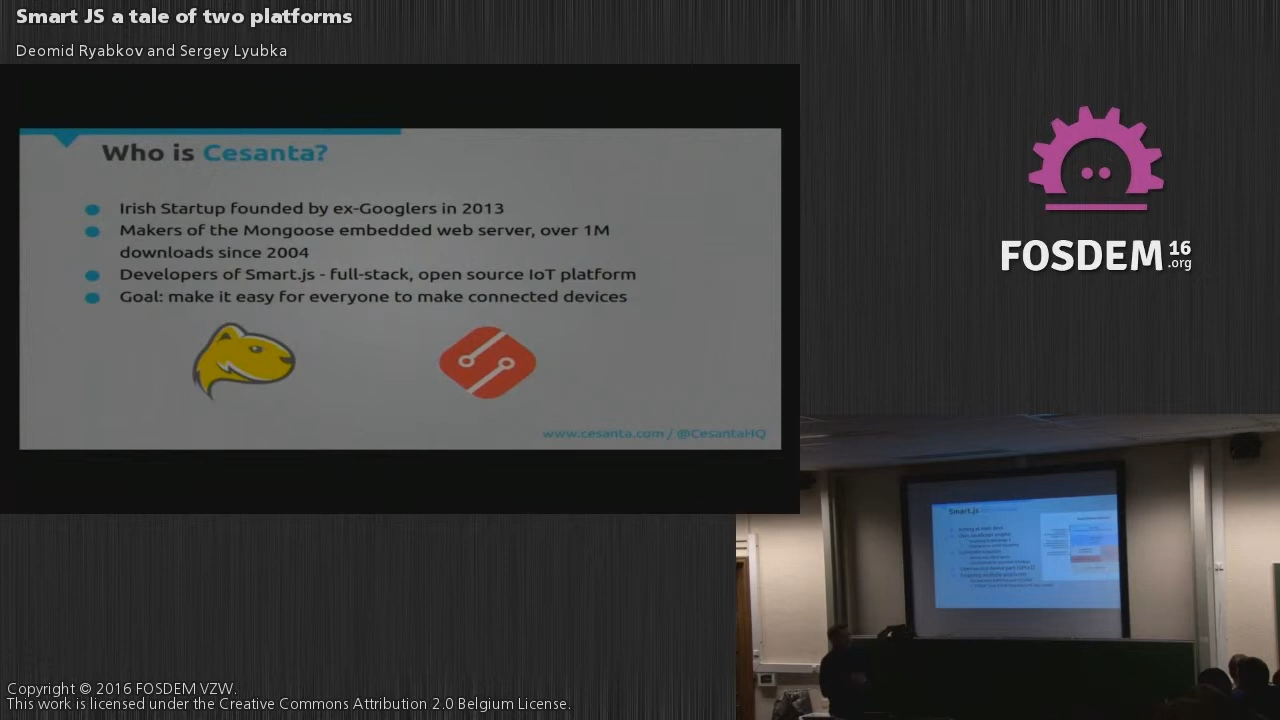 Smart JS a tale of two platforms
Deomid Ryabkov and Sergey Lyubka
Who is Cesanta?
Irish Startup founded by ex-Googlers in 2013
Makers of the Mongoose embedded web server, over 1M
downloads since 2004
Developers of Smart.js - full-stack, open source IoT platform
Goal: make it easy for everyone to make connected devices
www.cesanta.com / @CesantaHQ
FOSDEM 16
.org
Smart.js
Copyright © 2016 FOSDEM VZW.
This work is licensed under the Creative Commons Attribution 2.0 Belgium License.